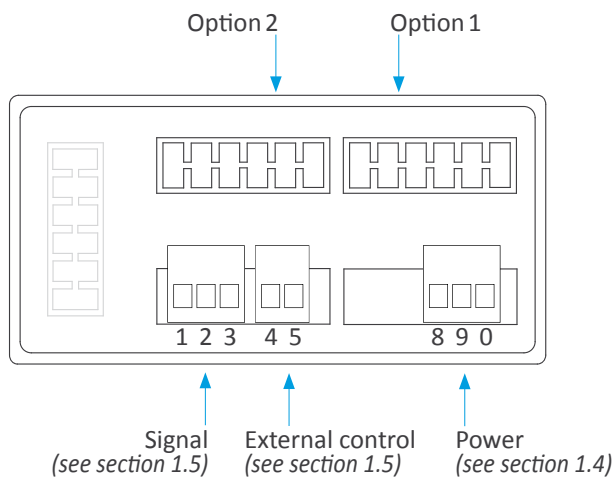 Option 2 Option 1
1 2 3 4 5 8 9 0
Signal External control Power
(see section 1.5) (see section 1.5) (see section 1.4)